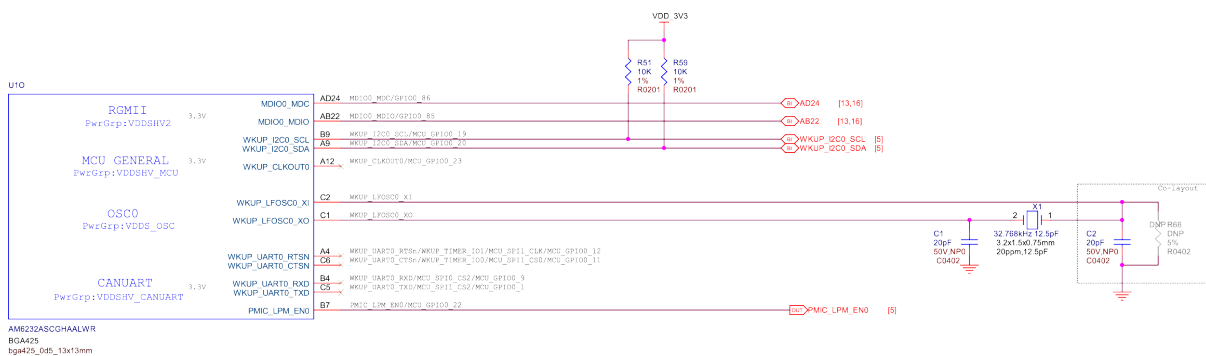 VDD_3V3
R51
10K
1%
R0201
R59
10K
1%
R0201
U1O
RGMII
PwrGrp:VDDSHV2
3.3V
MDIO0_MDC
AD24
MDIO0_MDC/GPIO0_86
BI
AD24
[13,16]
MDIO0_MDIO
AB22
MDIO0_MDIO/GPIO0_85
BI
AB22
[13,16]
WKUP_I2C0_SCL
B9
WKUP_I2C0_SCL/MCU_GPIO0_19
BI
WKUP_I2C0_SCL
[5]
WKUP_I2C0_SDA
A9
WKUP_I2C0_SDA/MCU_GPIO0_20
BI
WKUP_I2C0_SDA
[5]
MCU GENERAL
PwrGrp:VDDSHV_MCU
3.3V
WKUP_CLKOUT0
A12
WKUP_CLKOUT0/MCU_GPIO0_23
OSC0
PwrGrp:VDDS_OSC
WKUP_LFOSC0_XI
C2
WKUP_LFOSC0_XI
WKUP_LFOSC0_XO
C1
WKUP_LFOSC0_XO
Co-layout
X1
2
1
32.768kHz 12.5pF
3.2x1.5x0.75mm
20ppm,12.5pF
C1
20pF
50V,NP0
C0402
C2
20pF
50V,NP0
C0402
DNP
R68
DNP
5%
R0402
CANUART
PwrGrp:VDDSHV_CANUART
3.3V
WKUP_UART0_RTSN
A4
WKUP_UART0_RTSn/WKUP_TIMER_IO1/MCU_SPI1_CLK/MCU_GPIO0_12
WKUP_UART0_CTSN
C6
WKUP_UART0_CTSn/WKUP_TIMER_IO0/MCU_SPI1_CS0/MCU_GPIO0_11
WKUP_UART0_RXD
B4
WKUP_UART0_RXD/MCU_SPI0_CS2/MCU_GPIO0_9
WKUP_UART0_TXD
C5
WKUP_UART0_TXD/MCU_SPI1_CS2/MCU_GPIO0_1
PMIC_LPM_EN0
B7
PMIC_LPM_EN0/MCU_GPIO0_22
OUT
PMIC_LPM_EN0
[5]
AM6232ASCGHAALWR
BGA425
bga425_0d5_13x13mm